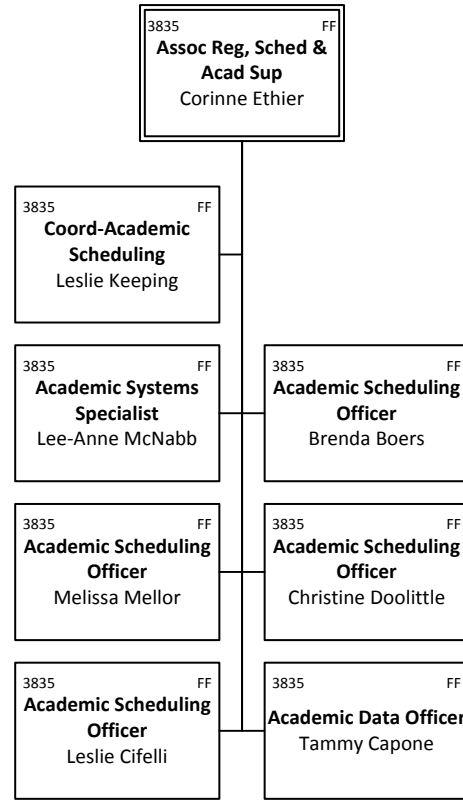 3835 FF
Assoc Reg, Sched &
Acad Sup
Corinne Ethier
3835 FF
Coord-Academic
Scheduling
Leslie Keeping
3835 FF
Academic Systems
Specialist
Lee-Anne McNabb
3835 FF
Academic Scheduling
Officer
Brenda Boers
3835 FF
Academic Scheduling
Officer
Melissa Mellor
3835 FF
Academic Scheduling
Officer
Christine Doolittle
3835 FF
Academic Scheduling
Officer
Leslie Cifelli
3835 FF
Academic Data Officer
Tammy Capone